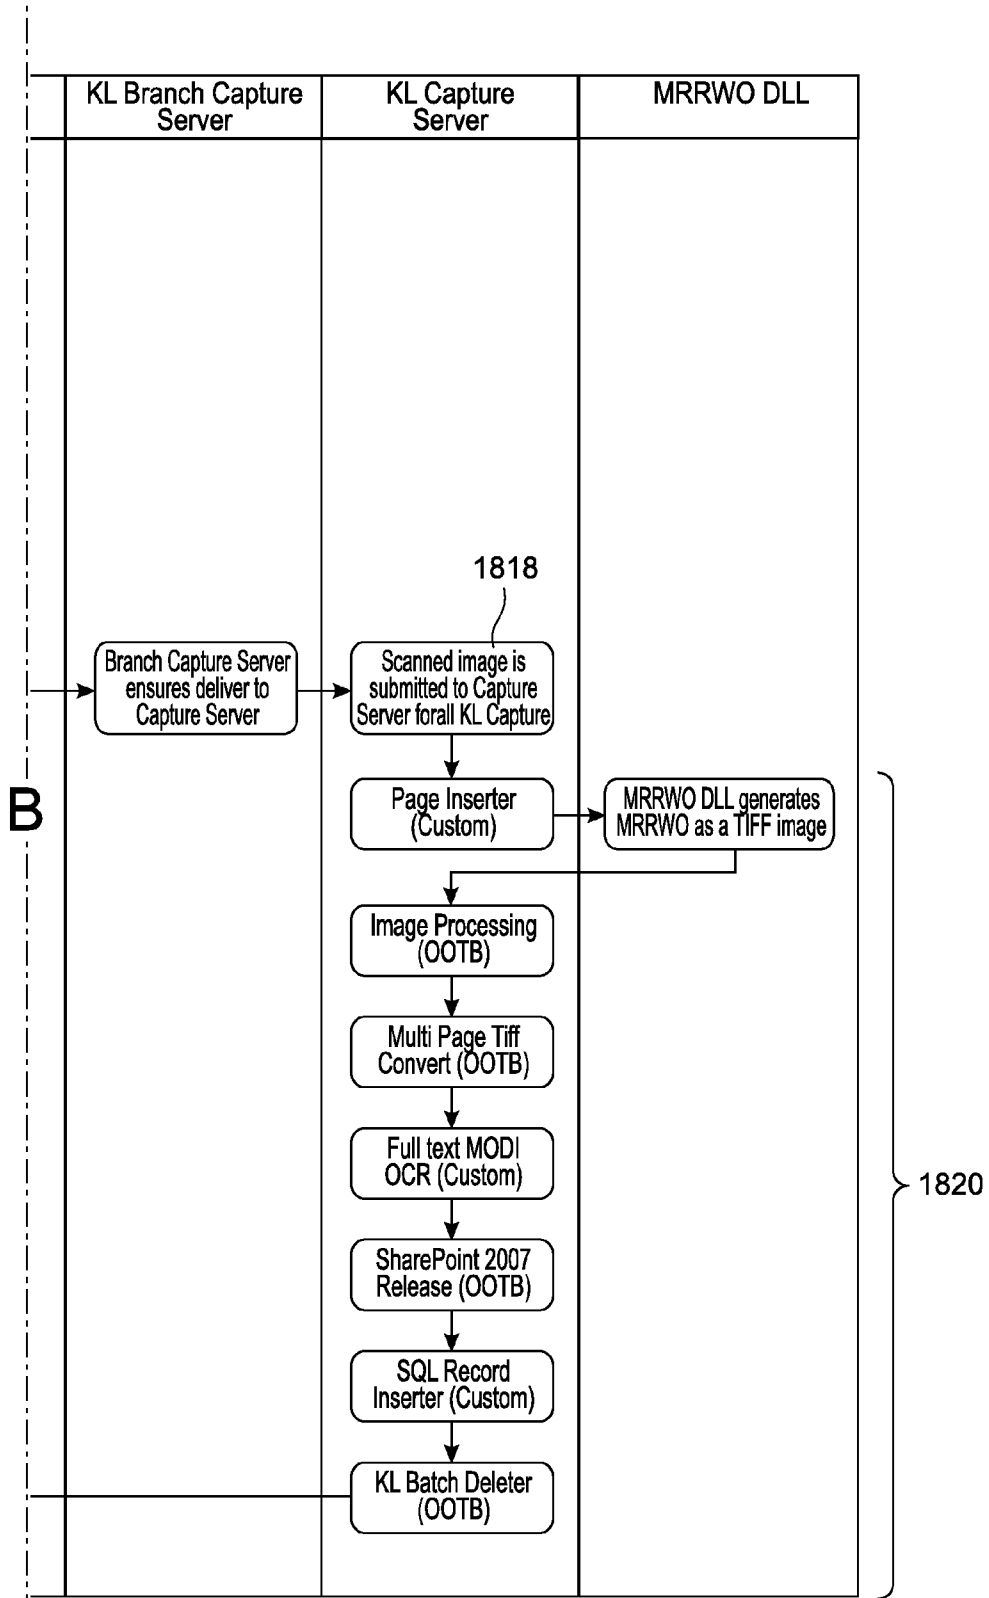 KL Branch Capture
Server
KL Capture
Server
MRRWO DLL
1818
Branch Capture Server
ensures deliver to
Capture Server
Scanned image is
submitted to Capture
Server forall KL Capture
Page Inserter
(Custom)
MRRWO DLL generates
MRRWO as a TIFF image
B
Image Processing
(OOTB)
Multi Page Tiff
Convert (OOTB)
Full text MODI
OCR (Custom)
1820
SharePoint 2007
Release (OOTB)
SQL Record
Inserter (Custom)
KL Batch Deleter
(OOTB)